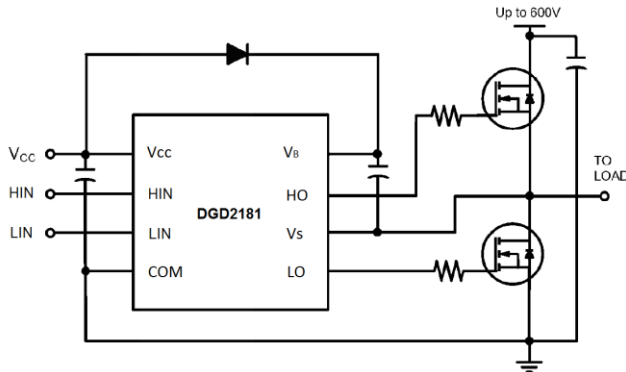 Up to 600V
Vcc
HIN
LIN
Vcc
HIN
LIN
COM
DGD2181
VB
HO
Vs
LO
TO
LOAD